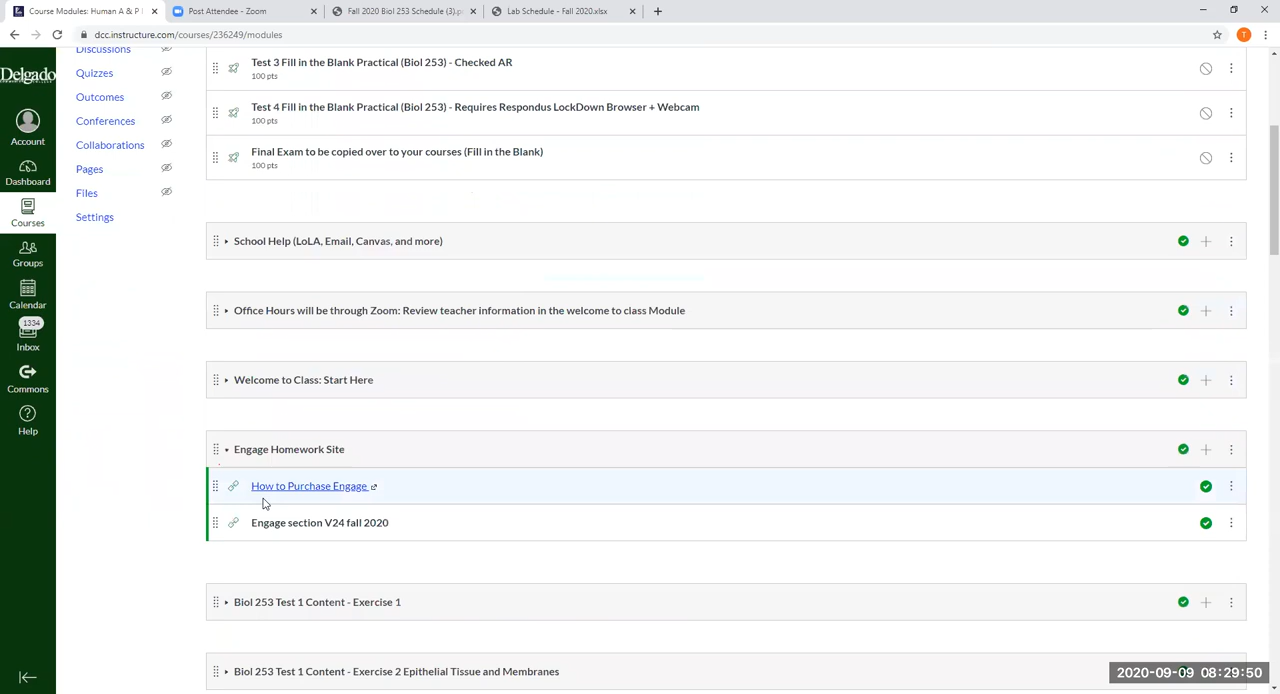 Course Modules: Human A & P I
Post Attendee - Zoom
Fall 2020 Biol 253 Schedule (3).p
Lab Schedule - Fall 2020.xlsx
dcc.instructure.com/courses/236249/modules
T
Delgado
Account
Dashboard
Courses
Groups
Calendar
1334
Inbox
Commons
Help
Discussions
Quizzes
Outcomes
Conferences
Collaborations
Pages
Files
Settings
Test 3 Fill in the Blank Practical (Biol 253) - Checked AR
100 pts
Test 4 Fill in the Blank Practical (Biol 253) - Requires Respondus LockDown Browser + Webcam
100 pts
Final Exam to be copied over to your courses (Fill in the Blank)
100 pts
School Help (LoLA, Email, Canvas, and more)
Office Hours will be through Zoom: Review teacher information in the welcome to class Module
Welcome to Class: Start Here
Engage Homework Site
How to Purchase Engage
Engage section V24 fall 2020
Biol 253 Test 1 Content - Exercise 1
Biol 253 Test 1 Content - Exercise 2 Epithelial Tissue and Membranes
2020-09-09 08:29:50